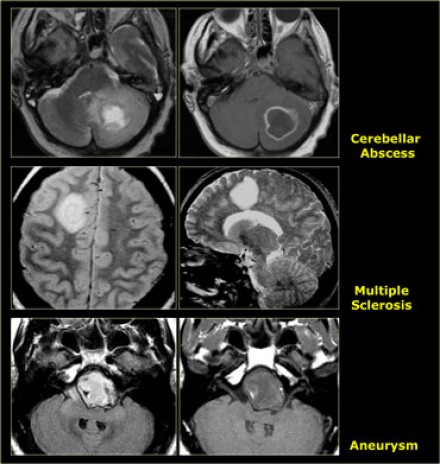 Cerebellar
Abscess
Multiple
Sclerosis
Aneurysm